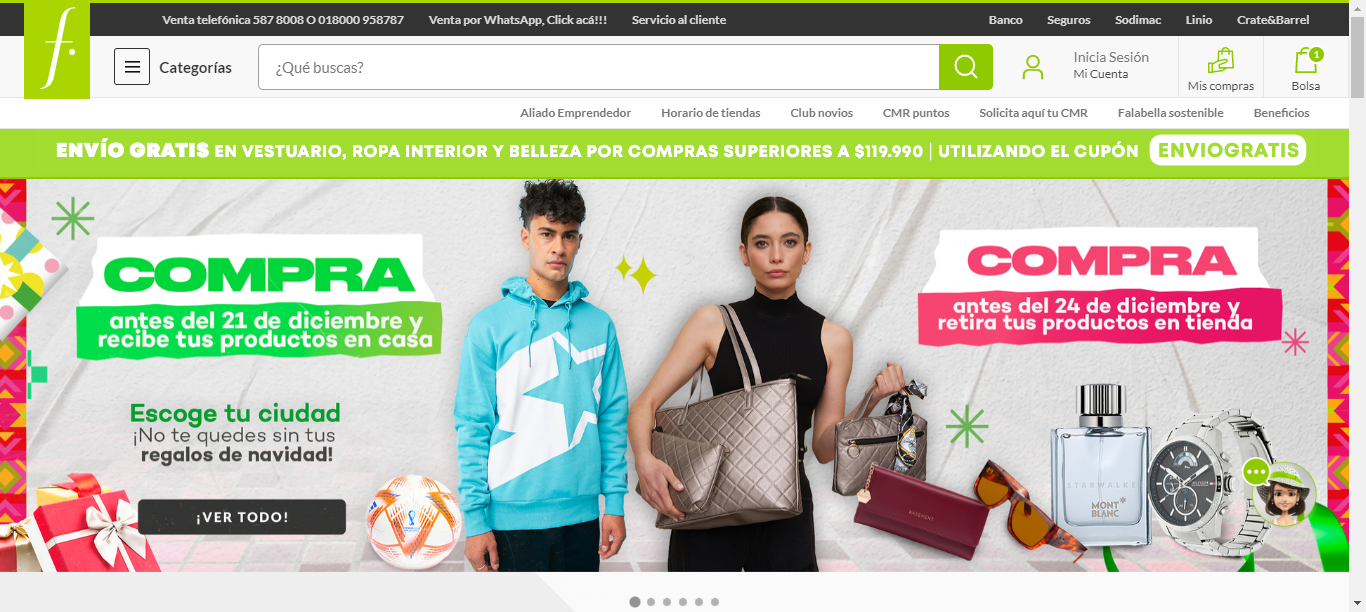 Venta telefónica 587 8008 O 018000 958787
Venta por WhatsApp, Click acá!!!
Servicio al cliente
Banco
Seguros
Sodimac
Linio
Crate&Barrel
f.
Categorías
¿Qué buscas?
Inicia Sesión
Mi Cuenta
Mis compras
1
Bolsa
Aliado Emprendedor
Horario de tiendas
Club novios
CMR puntos
Solicita aquí tu CMR
Falabella sostenible
Beneficios
ENVÍO GRATIS EN VESTUARIO, ROPA INTERIOR Y BELLEZA POR COMPRAS SUPERIORES A $119.990 | UTILIZANDO EL CUPÓN ENVIOGRATIS
COMPRA
antes del 21 de diciembre y
recibe tus productos en casa
Escoge tu ciudad
¡No te quedes sin tus
regalos de navidad!
¡VER TODO!
COMPRA
antes del 24 de diciembre y
retira tus productos en tienda
BASEMENT
STARWALKER
MONT
BLANC